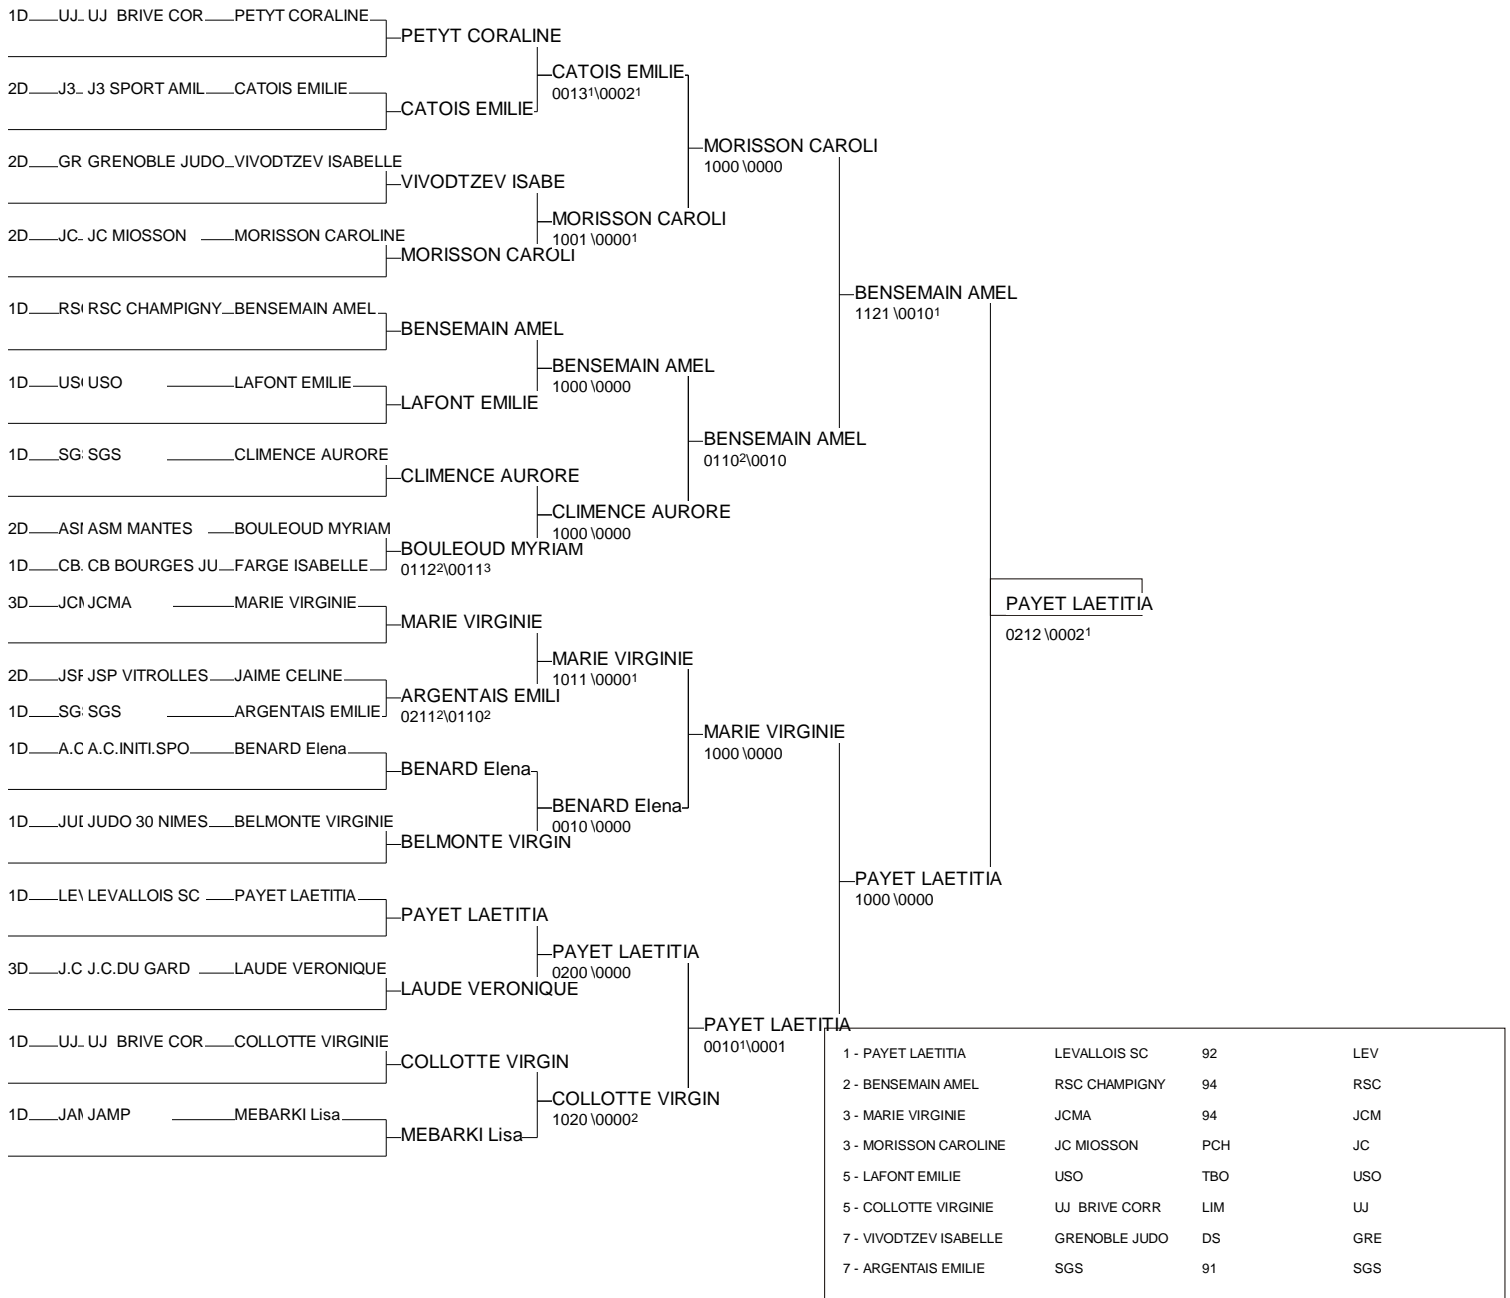 1D UJ UJ BRIVE COR PETYT CORALINE
PETYT CORALINE
CATOIS EMILIE
0013¹\0002¹
2D J3 J3 SPORT AMIL CATOIS EMILIE
CATOIS EMILIE
MORISSON CAROLI
1000 \0000
2D GR GRENOBLE JUDO VIVODTZEV ISABELLE
VIVODTZEV ISABE
MORISSON CAROLI
1001 \0000¹
2D JC JC MIOSSON MORISSON CAROLINE
MORISSON CAROLI
BENSEMAIN AMEL
1121 \0010¹
1D RS RSC CHAMPIGNY BENSEMAIN AMEL
BENSEMAIN AMEL
BENSEMAIN AMEL
1000 \0000
1D US USO LAFONT EMILIE
LAFONT EMILIE
BENSEMAIN AMEL
0110²\0010
1D SG SGS CLIMENCE AURORE
CLIMENCE AURORE
CLIMENCE AURORE
1000 \0000
2D AS ASM MANTES BOULEOUD MYRIAM
BOULEOUD MYRIAM
0112²\0011³
1D CB CB BOURGES JU FARGE ISABELLE
3D JC JCMA MARIE VIRGINIE
PAYET LAETITIA
0212 \0002¹
MARIE VIRGINIE
MARIE VIRGINIE
1011 \0000¹
2D JS JSP VITROLLES JAIME CELINE
ARGENTAIS EMILI
0211²\0110²
1D SG SGS ARGENTAIS EMILIE
MARIE VIRGINIE
1000 \0000
1D A.C A.C.INITI.SPO BENARD Elena
BENARD Elena
BENARD Elena
0010 \0000
1D JU JUDO 30 NIMES BELMONTE VIRGINIE
BELMONTE VIRGIN
PAYET LAETITIA
1000 \0000
1D LE LEVALLOIS SC PAYET LAETITIA
PAYET LAETITIA
PAYET LAETITIA
0200 \0000
3D J.C J.C.DU GARD LAUDE VERONIQUE
LAUDE VERONIQUE
PAYET LAETITIA
0010¹\0001
1D UJ UJ BRIVE COR COLLOTTE VIRGINIE
COLLOTTE VIRGIN
COLLOTTE VIRGIN
1020 \0000²
1D JA JAMP MEBARKI Lisa
MEBARKI Lisa
1 - PAYET LAETITIA LEVALLOIS SC 92 LEV
2 - BENSEMAIN AMEL RSC CHAMPIGNY 94 RSC
3 - MARIE VIRGINIE JCMA 94 JCM
3 - MORISSON CAROLINE JC MIOSSON PCH JC
5 - LAFONT EMILIE USO TBO USO
5 - COLLOTTE VIRGINIE UJ BRIVE CORR LIM UJ
7 - VIVODTZEV ISABELLE GRENOBLE JUDO DS GRE
7 - ARGENTAIS EMILIE SGS 91 SGS